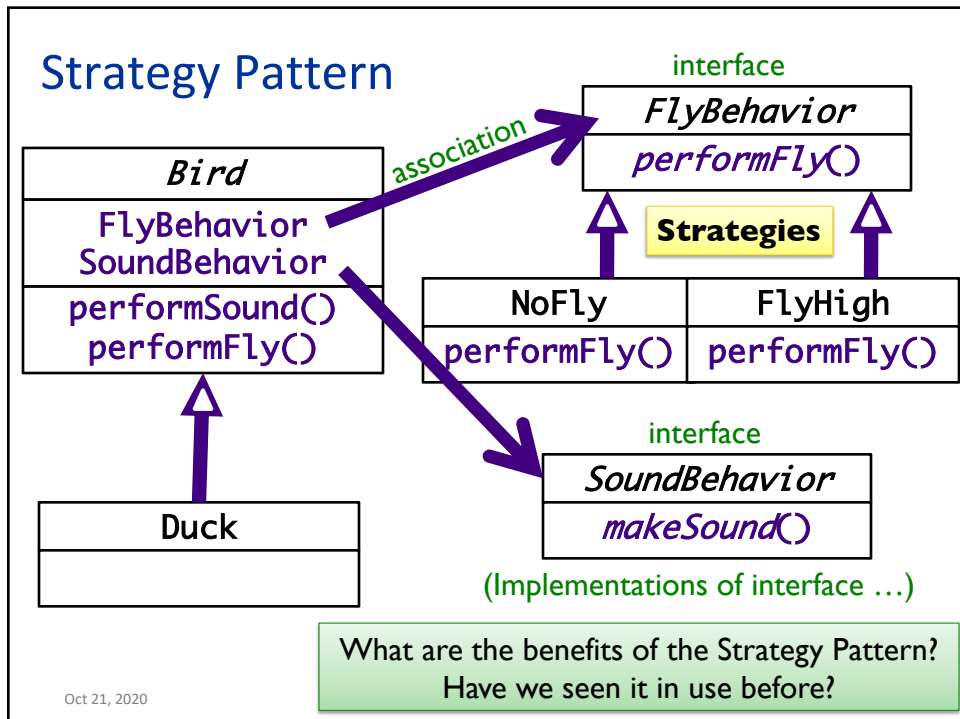 Strategy Pattern
Bird
FlyBehavior
SoundBehavior
performSound()
performFly()
Duck
association
interface
FlyBehavior
performFly()
Strategies
NoFly
performFly()
FlyHigh
performFly()
interface
SoundBehavior
makeSound()
(Implementations of interface …)
What are the benefits of the Strategy Pattern?
Have we seen it in use before?
Oct 21, 2020